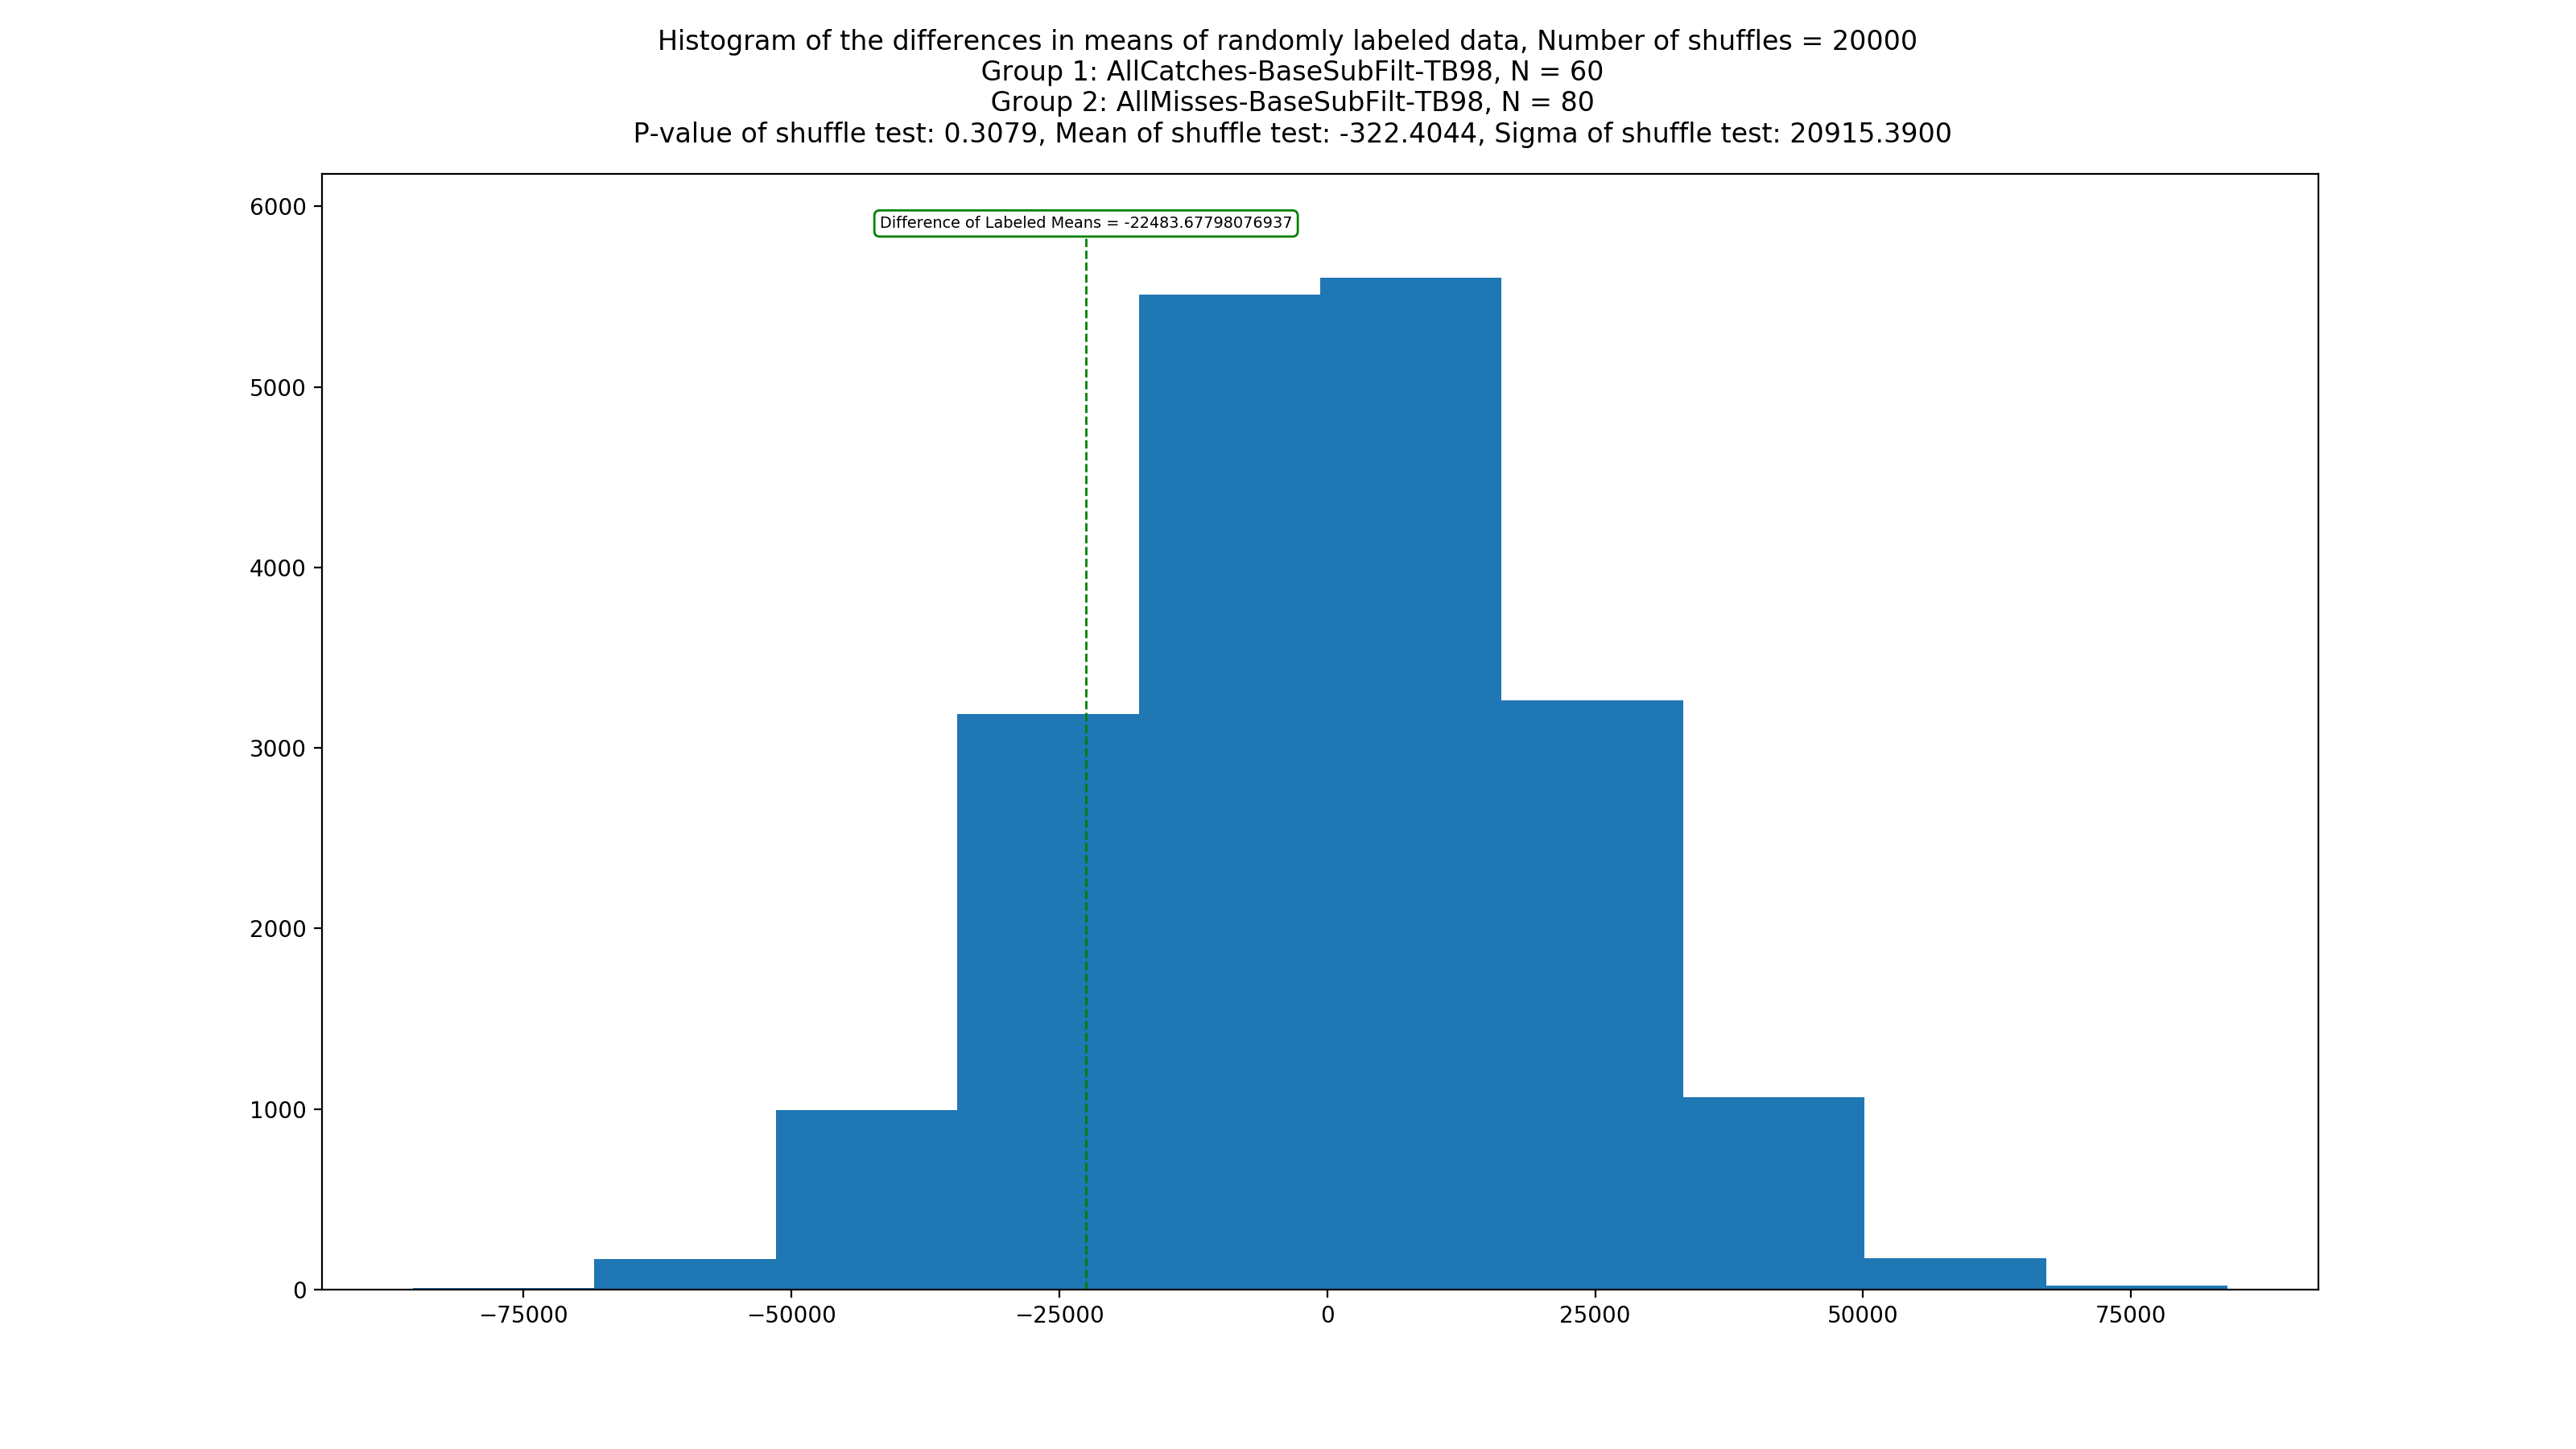 Histogram of the differences in means of randomly labeled data, Number of shuffles = 20000
Group 1: AllCatches-BaseSubFilt-TB98, N = 60
Group 2: AllMisses-BaseSubFilt-TB98, N = 80
P-value of shuffle test: 0.3079, Mean of shuffle test: -322.4044, Sigma of shuffle test: 20915.3900
6000
Difference of Labeled Means = -22483.67798076937
5000
4000
3000
2000
1000
0
−75000 −50000 −25000 0 25000 50000 75000